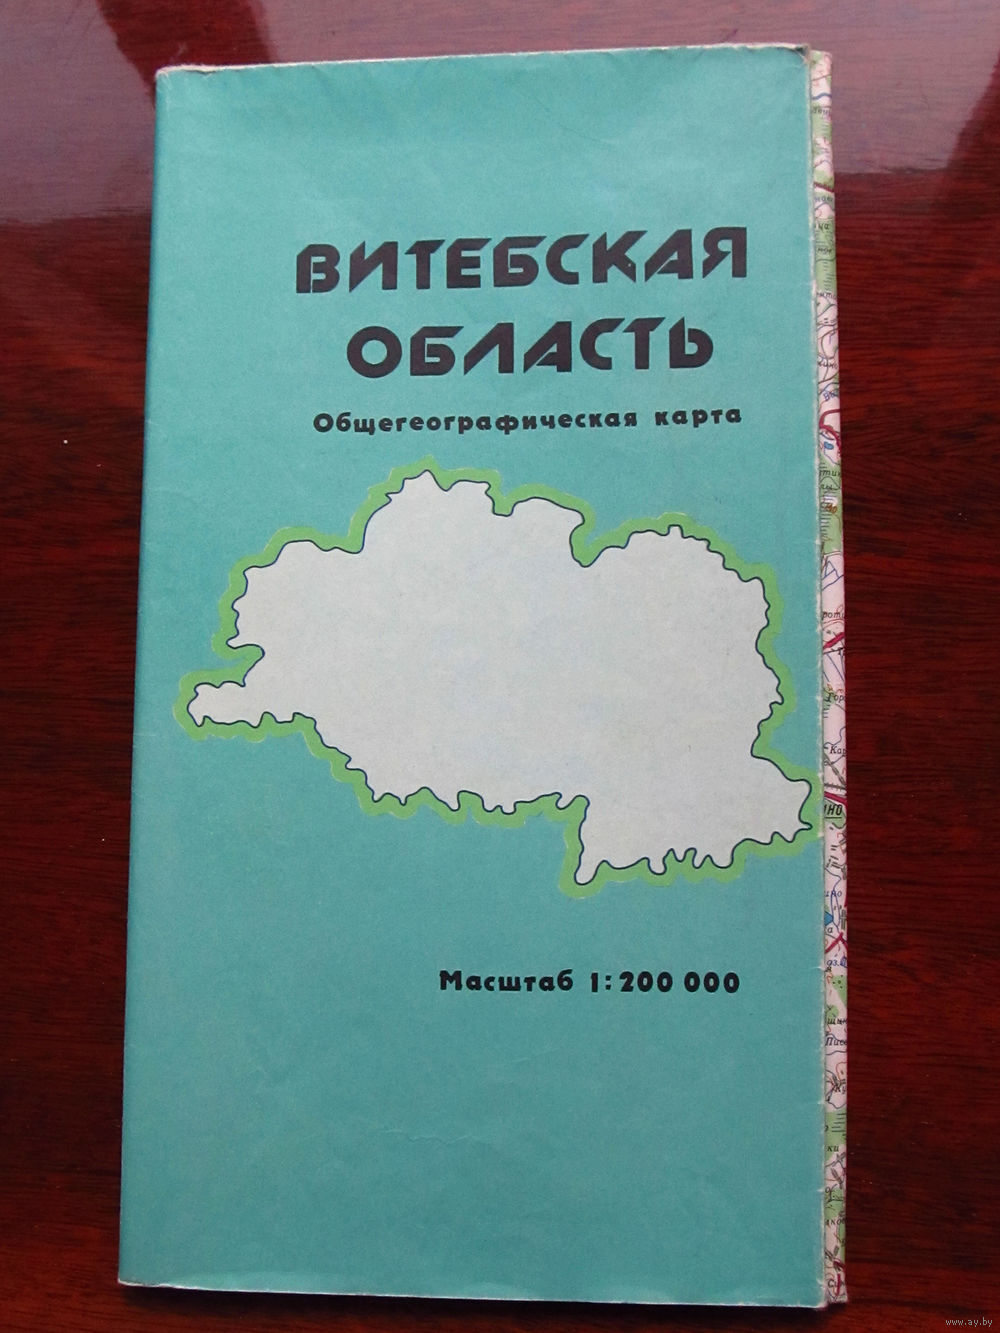 ВИТЕБСКАЯ
ОБЛАСТЬ
Общегеографическая карта
Масштаб 1:200 000
www.ay.by